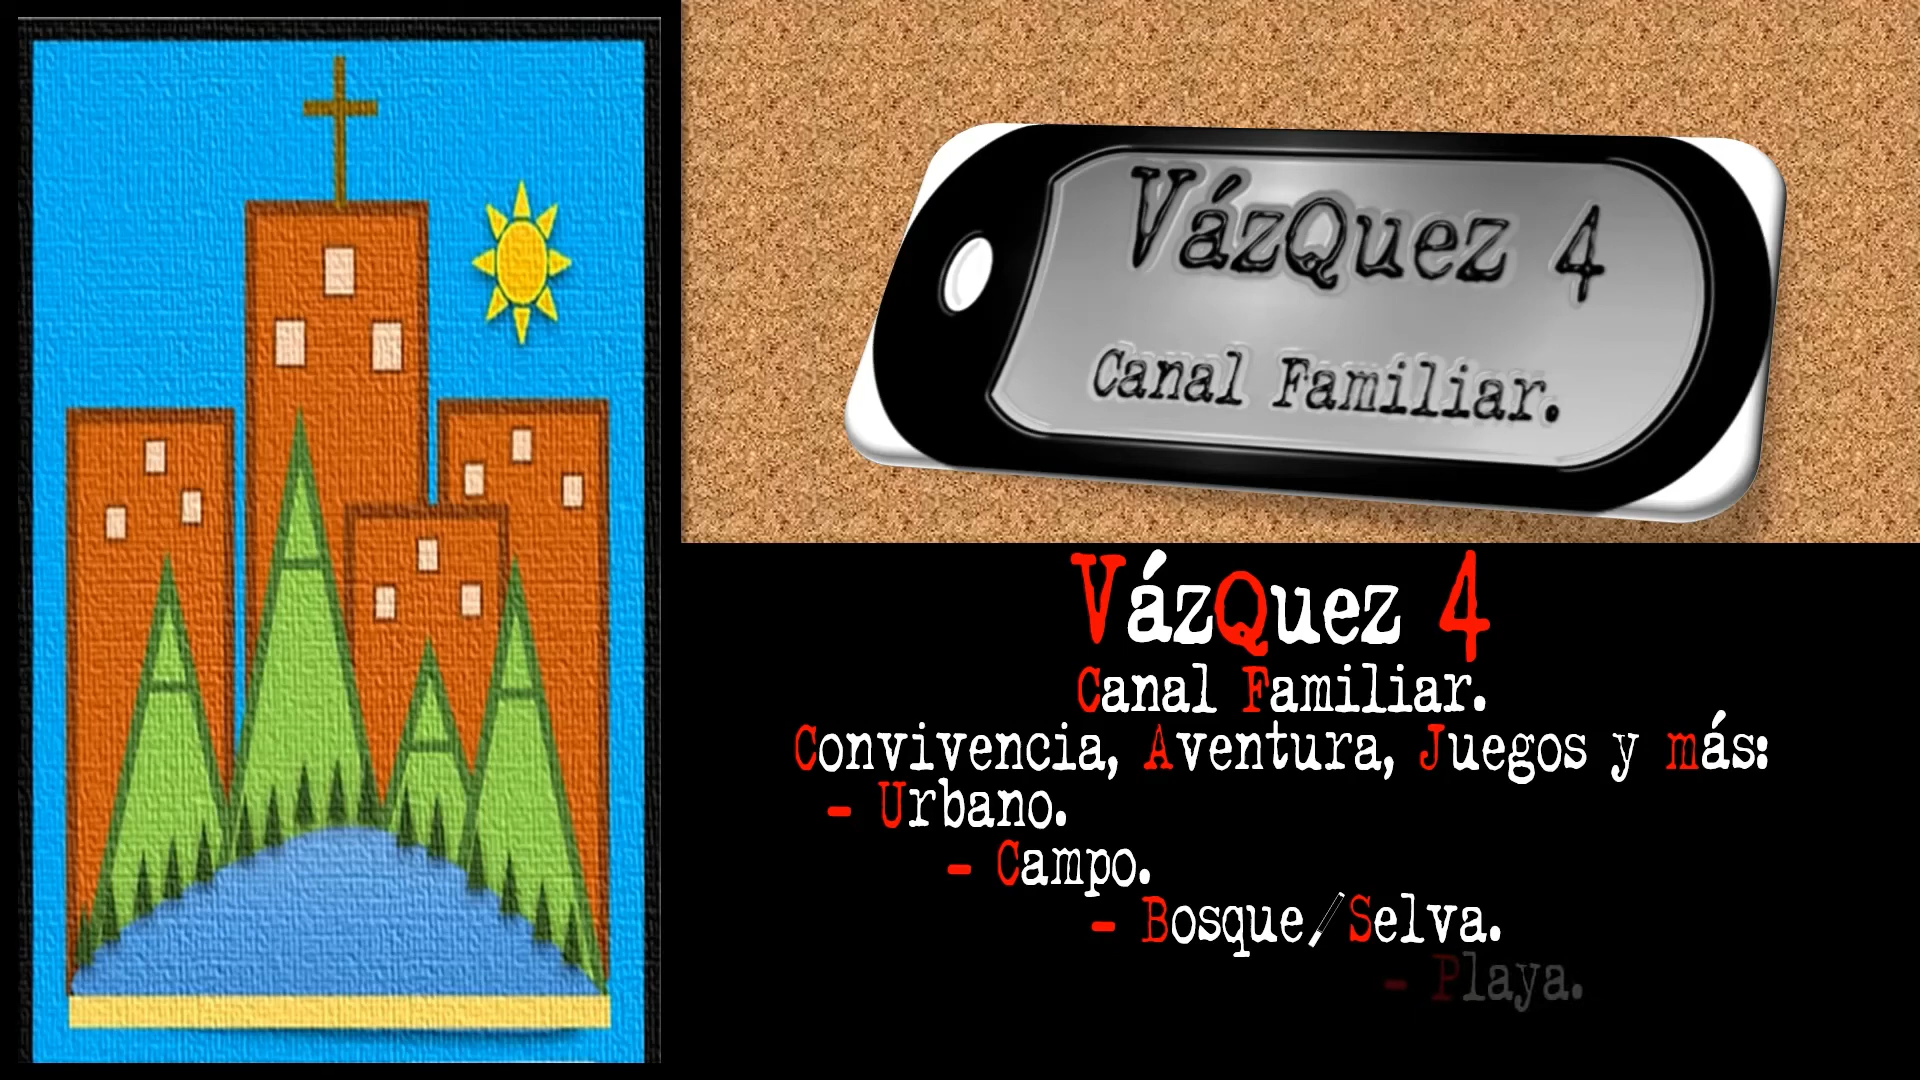 VázQuez 4
Canal Familiar.
VázQuez 4
Canal Familiar.
Convivencia, Aventura, Juegos y más:
- Urbano.
- Campo.
- Bosque/Selva.
- Playa.